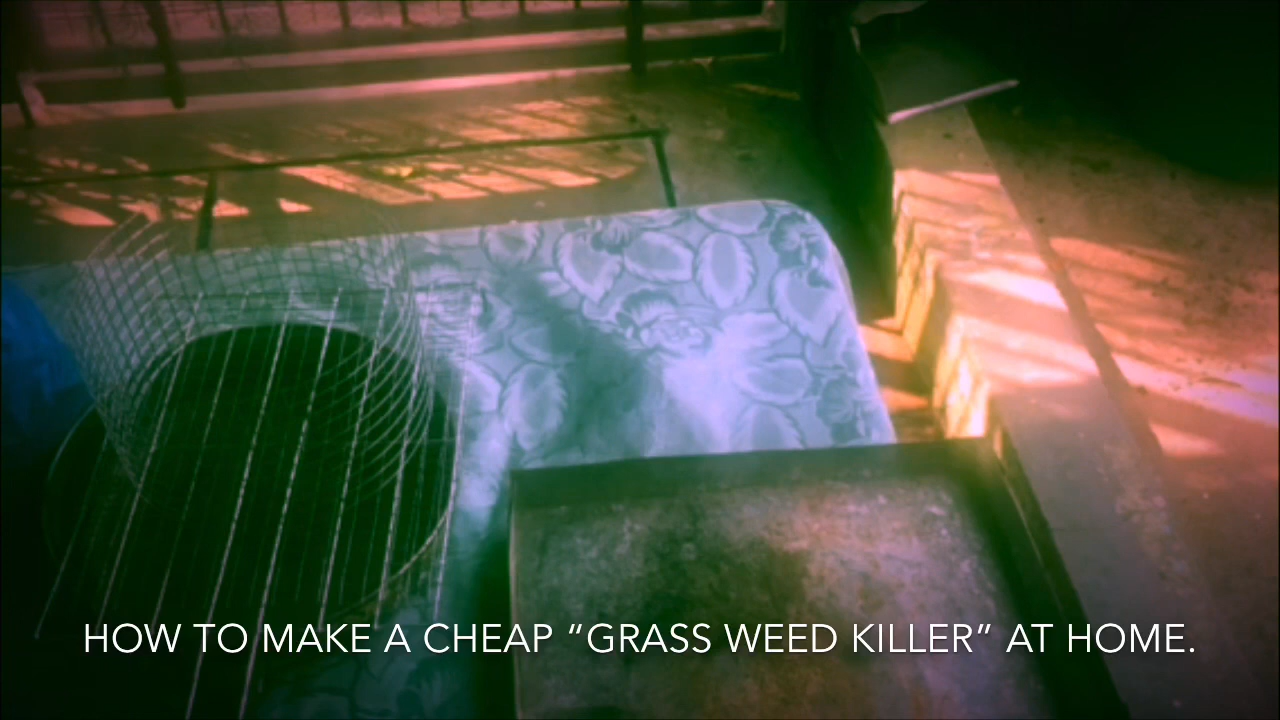 HOW TO MAKE A CHEAP “GRASS WEED KILLER” AT HOME.